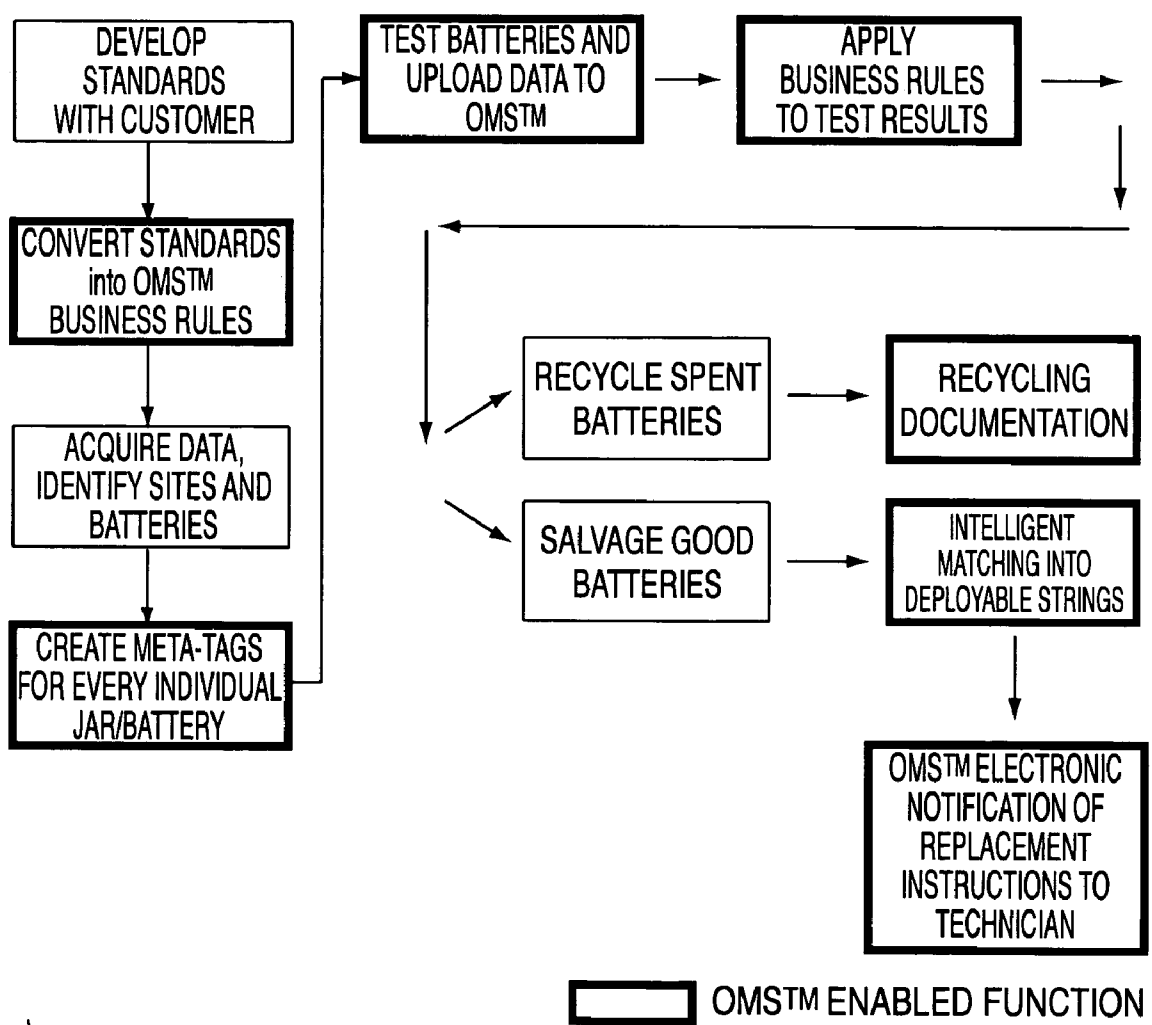 DEVELOP
STANDARDS
WITH CUSTOMER
CONVERT STANDARDS
into OMS™
BUSINESS RULES
ACQUIRE DATA,
IDENTIFY SITES AND
BATTERIES
CREATE META-TAGS
FOR EVERY INDIVIDUAL
JAR/BATTERY
TEST BATTERIES AND
UPLOAD DATA TO
OMS™
APPLY
BUSINESS RULES
TO TEST RESULTS
RECYCLE SPENT
BATTERIES
RECYCLING
DOCUMENTATION
SALVAGE GOOD
BATTERIES
INTELLIGENT
MATCHING INTO
DEPLOYABLE STRINGS
OMS™ ELECTRONIC
NOTIFICATION OF
REPLACEMENT
INSTRUCTIONS TO
TECHNICIAN
OMS™ ENABLED FUNCTION